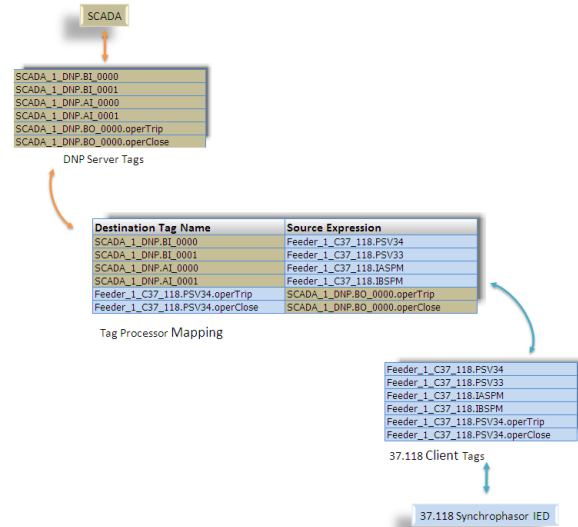 SCADA
SCADA_1_DNP.BI_0000
SCADA_1_DNP.BI_0001
SCADA_1_DNP.AI_0000
SCADA_1_DNP.AI_0001
SCADA_1_DNP.BO_0000.operTrip
SCADA_1_DNP.BO_0000.operClose
DNP Server Tags
Destination Tag Name Source Expression
SCADA_1_DNP.BI_0000 Feeder_1_C37_118.PSV34
SCADA_1_DNP.BI_0001 Feeder_1_C37_118.PSV33
SCADA_1_DNP.AI_0000 Feeder_1_C37_118.IASPM
SCADA_1_DNP.AI_0001 Feeder_1_C37_118.IBSPM
Feeder_1_C37_118.PSV34.operTrip SCADA_1_DNP.BO_0000.operTrip
Feeder_1_C37_118.PSV34.operClose SCADA_1_DNP.BO_0000.operClose
Tag Processor Mapping
Feeder_1_C37_118.PSV34
Feeder_1_C37_118.PSV33
Feeder_1_C37_118.IASPM
Feeder_1_C37_118.IBSPM
Feeder_1_C37_118.PSV34.operTrip
Feeder_1_C37_118.PSV34.operClose
37.118 Client Tags
37.118 Synchrophasor IED